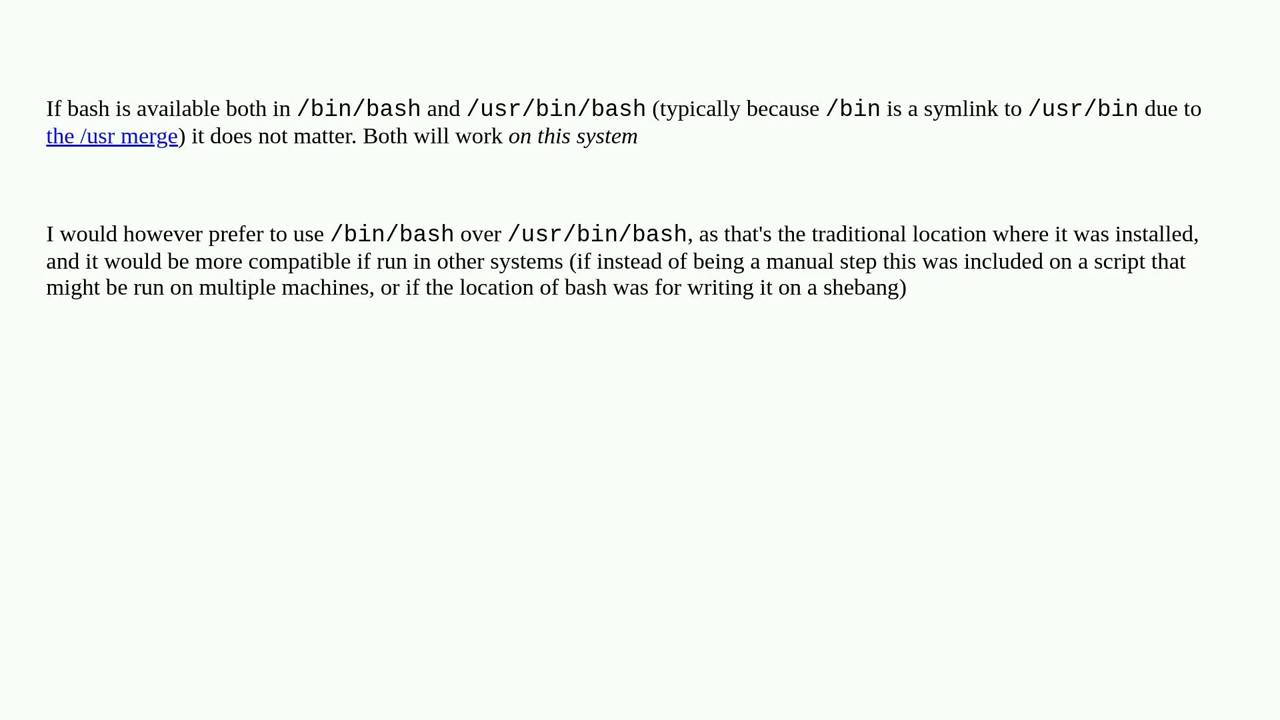 If bash is available both in /bin/bash and /usr/bin/bash (typically because /bin is a symlink to /usr/bin due to
the /usr merge) it does not matter. Both will work on this system
I would however prefer to use /bin/bash over /usr/bin/bash, as that's the traditional location where it was installed,
and it would be more compatible if run in other systems (if instead of being a manual step this was included on a script that
might be run on multiple machines, or if the location of bash was for writing it on a shebang)